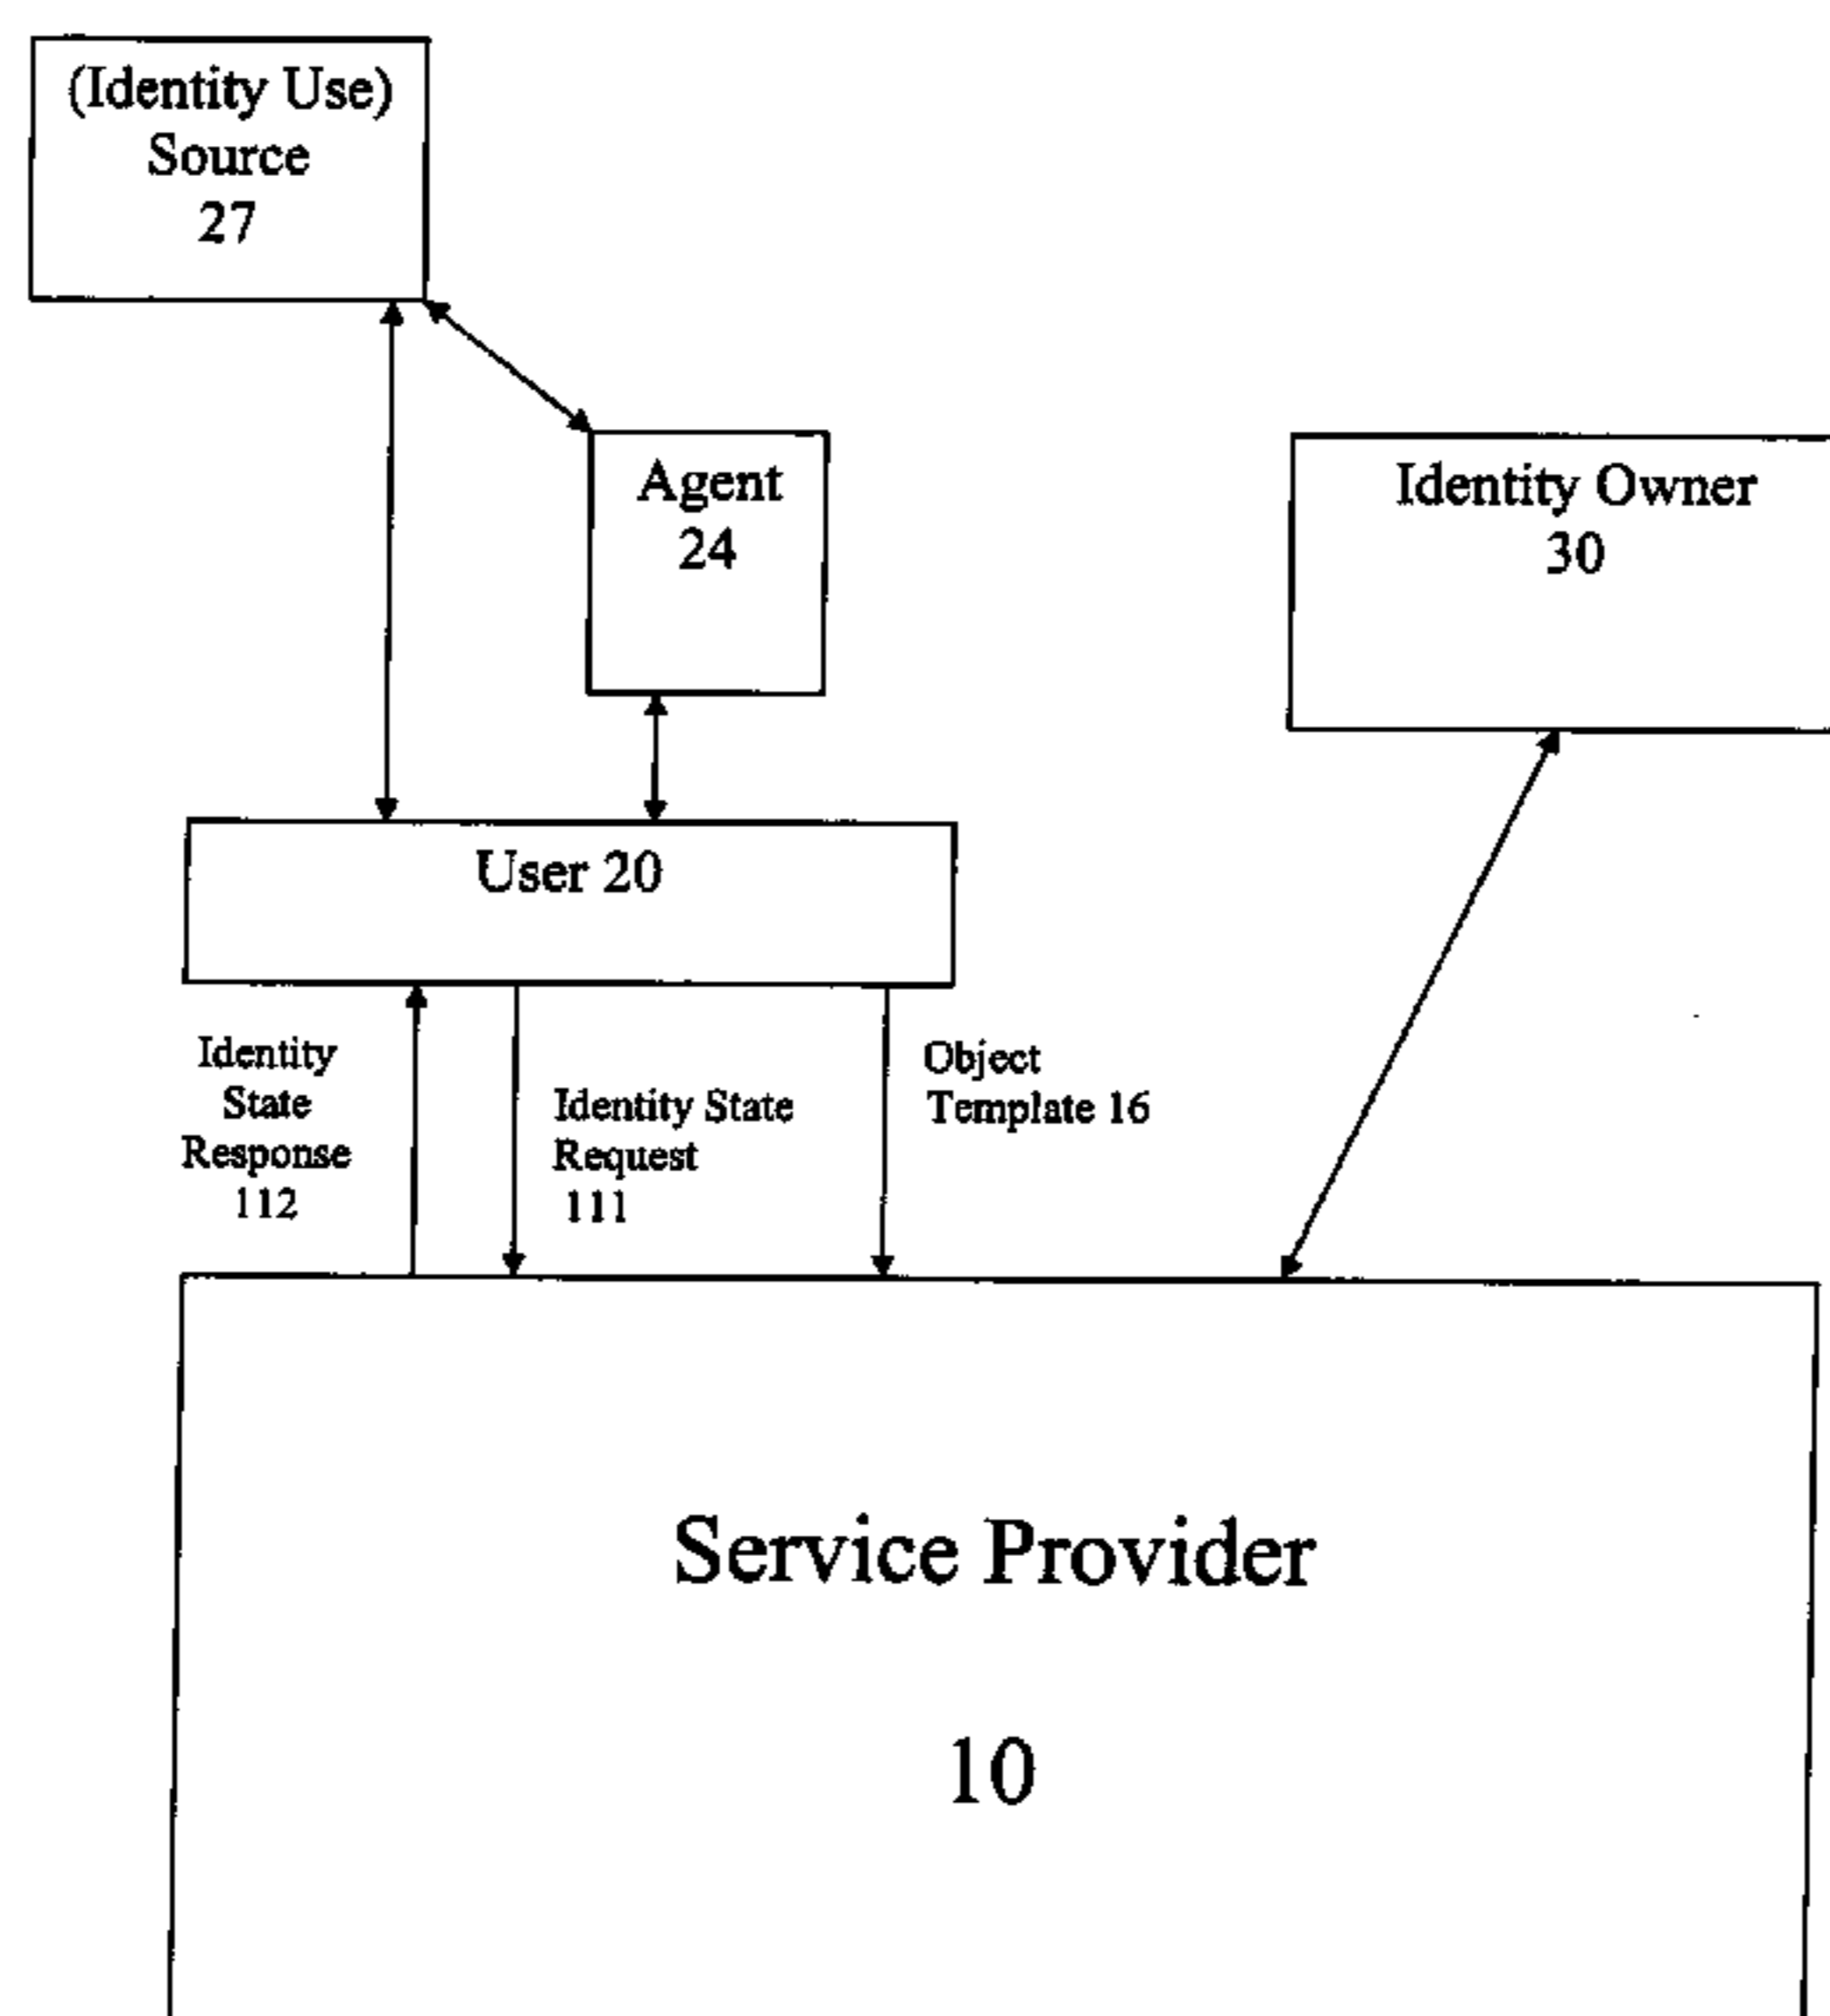 (Identity Use)
Source
27
Agent
24
Identity Owner
30
User 20
Identity
State
Response
112
Identity State
Request
111
Object
Template 16
Service Provider
10